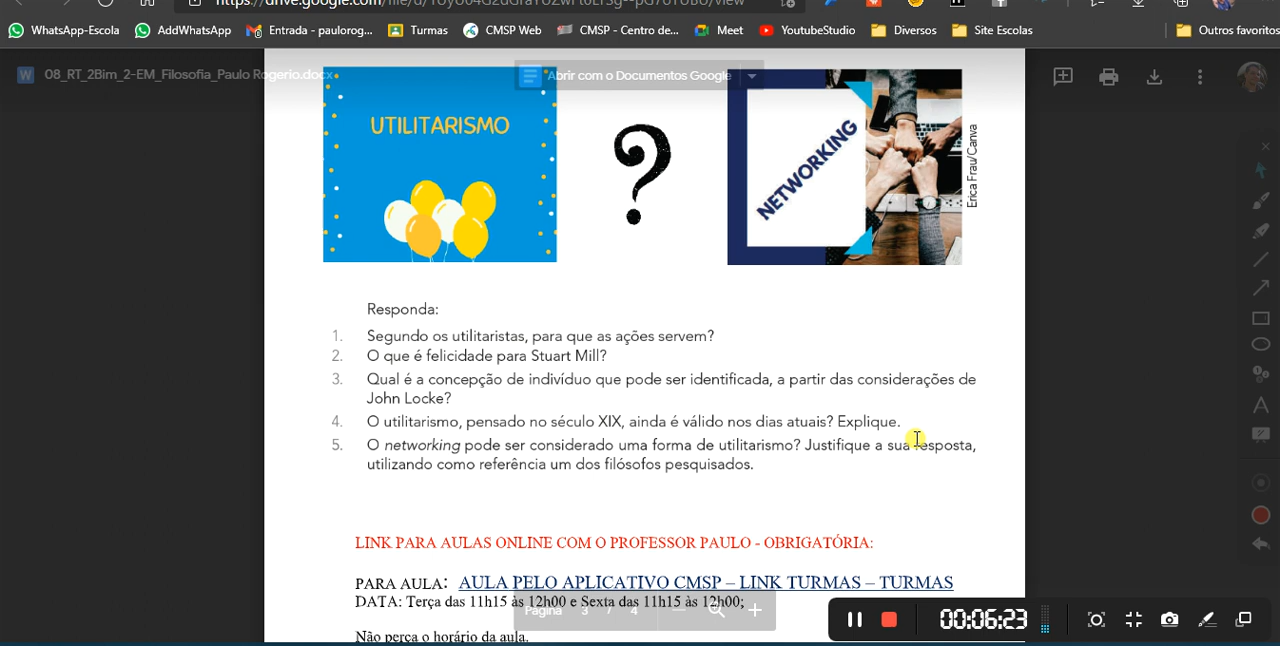 WhatsApp-Escola AddWhatsApp Entrada - paulorog... Turmas CMSP Web CMSP - Centro de... Meet YoutubeStudio Diversos Site Escolas Outros favoritos
08_RT_2Bim_2-EM_Filosofia_Paulo Rogerio.docx
Abrir com o Documentos Google
UTILITARISMO
?
NETWORKING
Erica Frau/Canva
Responda:
1. Segundo os utilitaristas, para que as ações servem?
2. O que é felicidade para Stuart Mill?
3. Qual é a concepção de indivíduo que pode ser identificada, a partir das considerações de
John Locke?
4. O utilitarismo, pensado no século XIX, ainda é válido nos dias atuais? Explique.
5. O networking pode ser considerado uma forma de utilitarismo? Justifique a sua resposta,
utilizando como referência um dos filósofos pesquisados.
LINK PARA AULAS ONLINE COM O PROFESSOR PAULO - OBRIGATÓRIA:
PARA AULA: AULA PELO APLICATIVO CMSP – LINK TURMAS – TURMAS
DATA: Terça das 11h15 às 12h00 e Sexta das 11h15 às 12h00;
Página 3 / 4
Não perça o horário da aula.
00:06:23